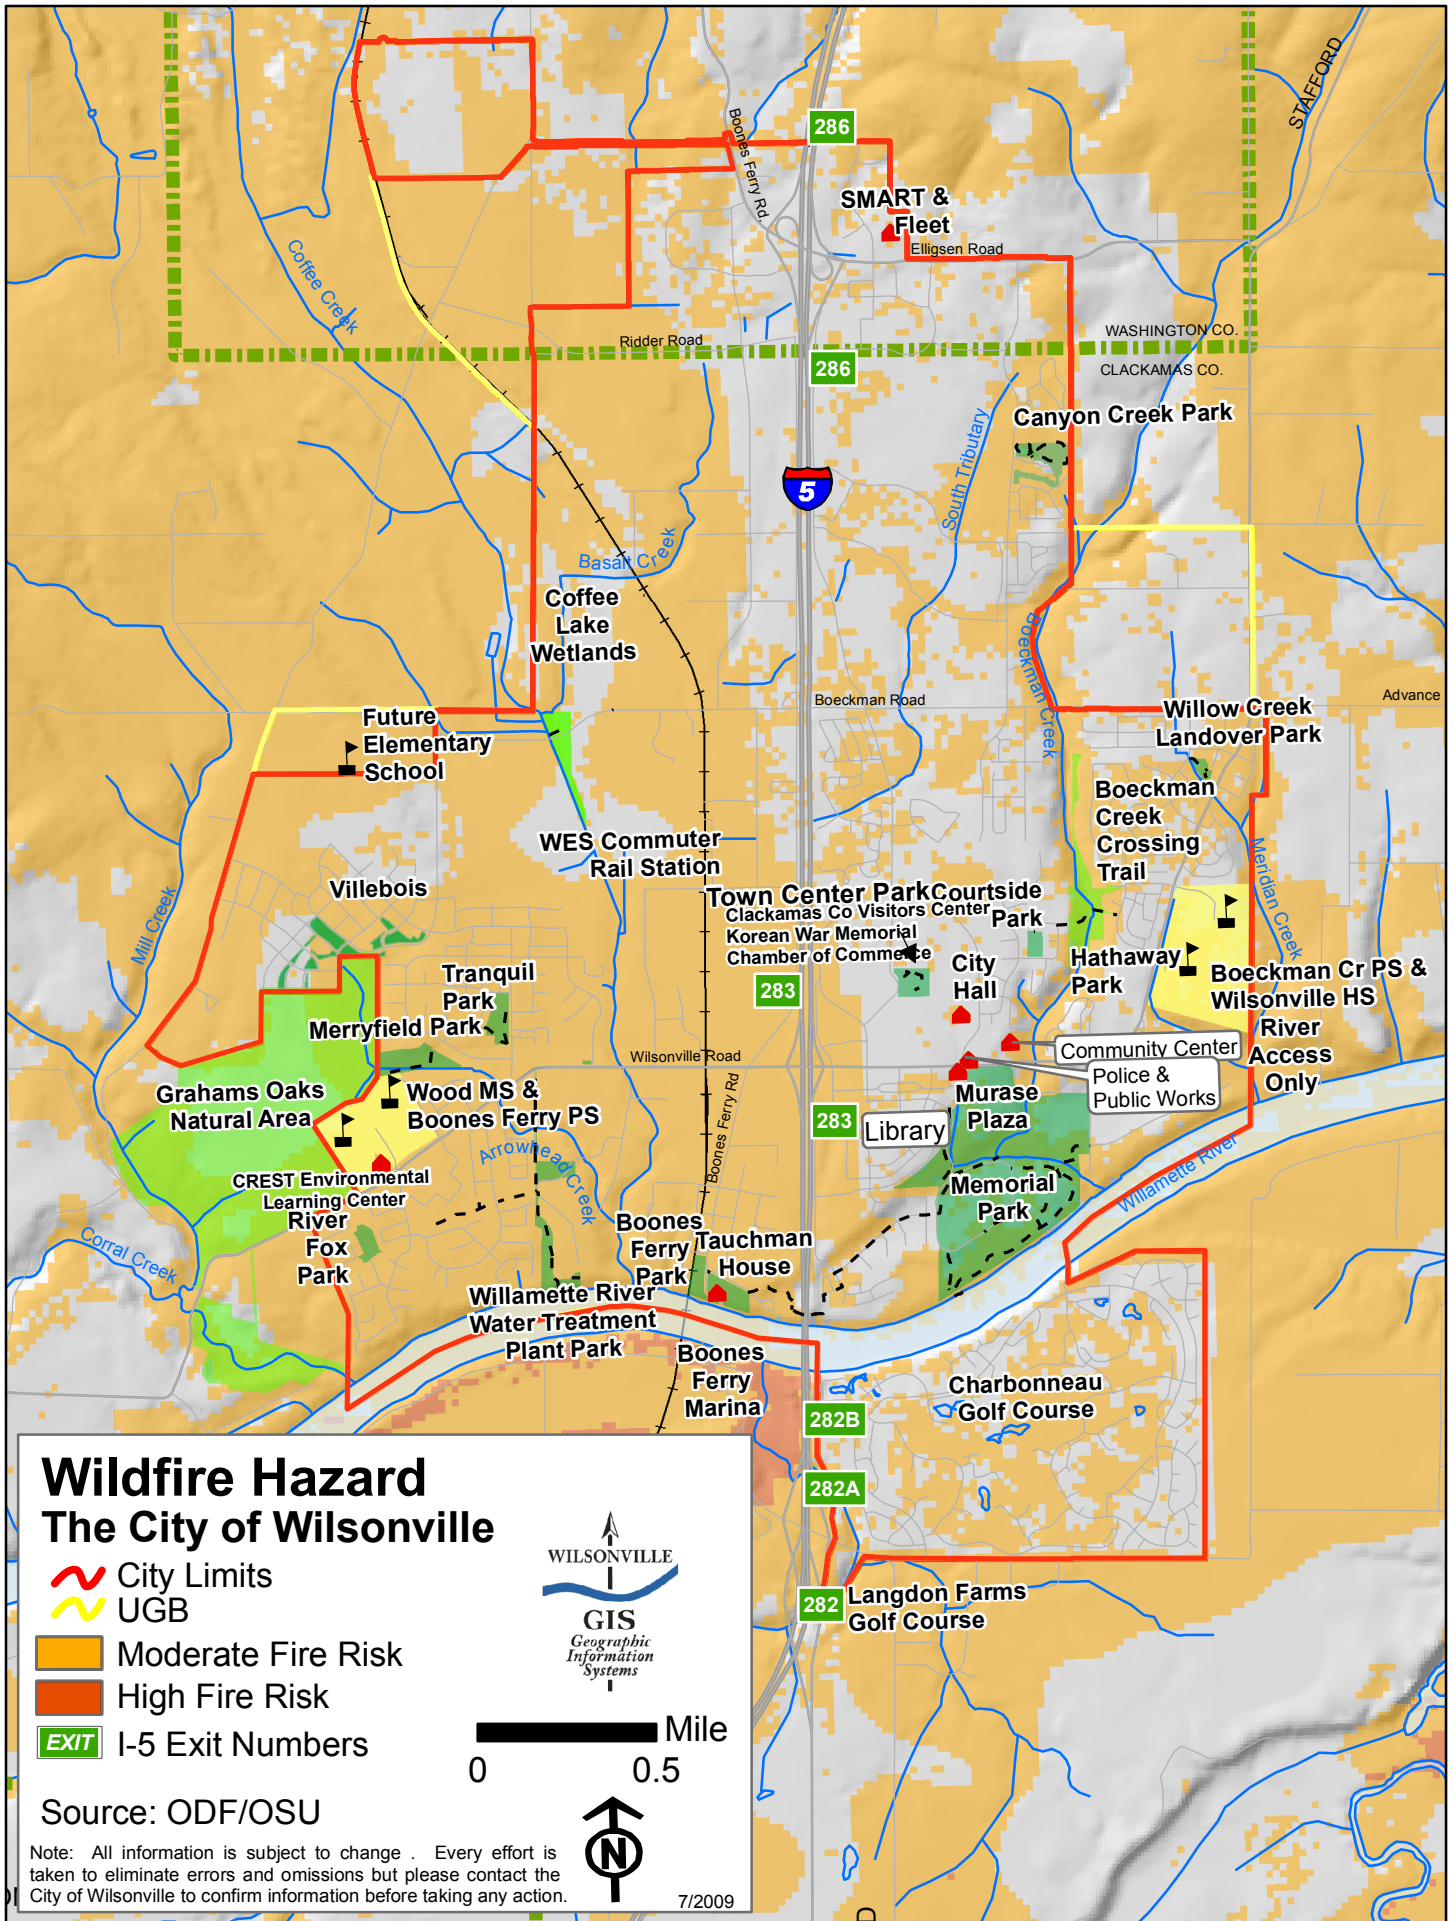 STAFFORD
286
Boones Ferry Rd.
SMART &
Fleet
Elligsen Road
Coffee Creek
Ridder Road
WASHINGTON CO.
CLACKAMAS CO.
286
Canyon Creek Park
South Tributary
5
Basalt Creek
Coffee
Lake
Wetlands
Boeckman Creek
Boeckman Road
Advance
Willow Creek
Landover Park
Future
Elementary
School
Boeckman
Creek
Crossing
Trail
WES Commuter
Rail Station
Villebois
Mill Creek
Meridian Creek
Town Center Park
Courtside
Park
Clackamas Co Visitors Center
Korean War Memorial
Chamber of Commerce
City
Hall
Hathaway
Park
Boeckman Cr PS &
Wilsonville HS
River
Access
Only
Tranquil
Park
Merryfield Park
283
Wilsonville Road
Community Center
Police &
Public Works
Grahams Oaks
Natural Area
Wood MS &
Boones Ferry PS
Boones Ferry Rd
283
Library
Murase
Plaza
Arrowhead Creek
CREST Environmental
Learning Center
River
Fox
Park
Memorial
Park
Willamette River
Corral Creek
Boones
Ferry
Park
Tauchman
House
Willamette River
Water Treatment
Plant Park
Boones
Ferry
Marina
Charbonneau
Golf Course
282B
282A
282
Langdon Farms
Golf Course
Wildfire Hazard
The City of Wilsonville
City Limits
UGB
Moderate Fire Risk
High Fire Risk
EXIT I-5 Exit Numbers
WILSONVILLE
GIS
Geographic
Information
Systems
Mile
0 0.5
Source: ODF/OSU
N
Note: All information is subject to change . Every effort is
taken to eliminate errors and omissions but please contact the
City of Wilsonville to confirm information before taking any action.
7/2009